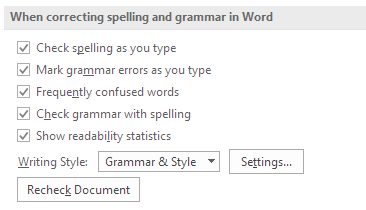 When correcting spelling and grammar in Word
Check spelling as you type
Mark grammar errors as you type
Frequently confused words
Check grammar with spelling
Show readability statistics
Writing Style: Grammar & Style Settings...
Recheck Document